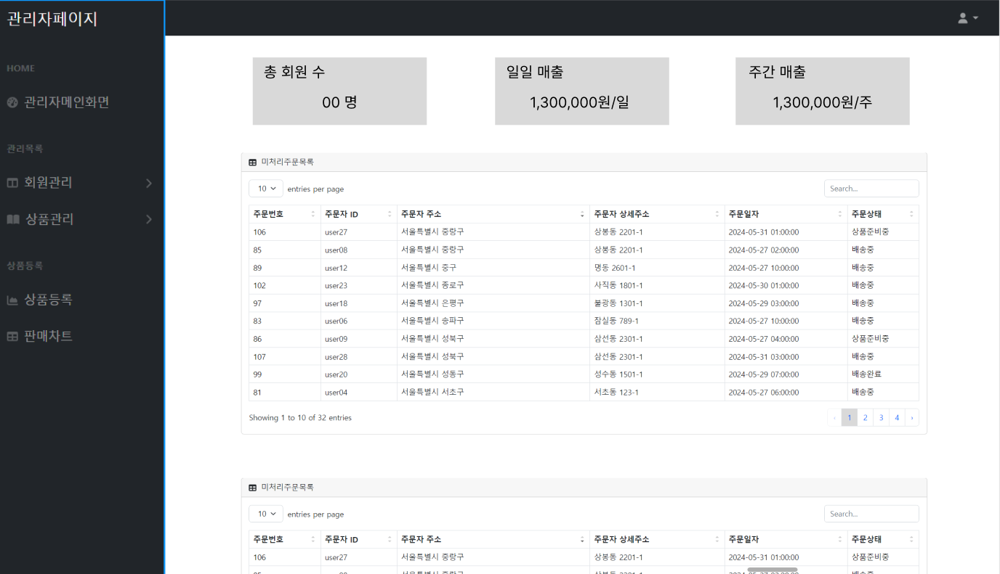 관리자페이지
HOME
관리자메인화면
관리목록
회원관리
상품관리
상품등록
상품등록
판매차트
총 회원 수
00 명
일일 매출
1,300,000원/일
주간 매출
1,300,000원/주
미처리주문목록
10 entries per page Search...
주문번호 주문자 ID 주문자 주소 주문자 상세주소 주문일자 주문상태
106 user27 서울특별시 중랑구 상봉동 2201-1 2024-05-31 01:00:00 상품준비중
85 user08 서울특별시 중랑구 상봉동 2201-1 2024-05-27 02:00:00 배송중
89 user12 서울특별시 중구 명동 2601-1 2024-05-27 10:00:00 배송중
102 user23 서울특별시 종로구 사직동 1801-1 2024-05-30 01:00:00 배송중
97 user18 서울특별시 은평구 불광동 1301-1 2024-05-29 03:00:00 배송중
83 user06 서울특별시 송파구 잠실동 789-1 2024-05-27 10:00:00 배송중
86 user09 서울특별시 성북구 삼선동 2301-1 2024-05-27 04:00:00 상품준비중
107 user28 서울특별시 성북구 삼선동 2301-1 2024-05-31 03:00:00 배송중
99 user20 서울특별시 성동구 성수동 1501-1 2024-05-29 07:00:00 배송완료
81 user04 서울특별시 서초구 서초동 123-1 2024-05-27 06:00:00 배송중
Showing 1 to 10 of 32 entries ‹ 1 2 3 4 ›
미처리주문목록
10 entries per page Search...
주문번호 주문자 ID 주문자 주소 주문자 상세주소 주문일자 주문상태
106 user27 서울특별시 중랑구 상봉동 2201-1 2024-05-31 01:00:00 상품준비중